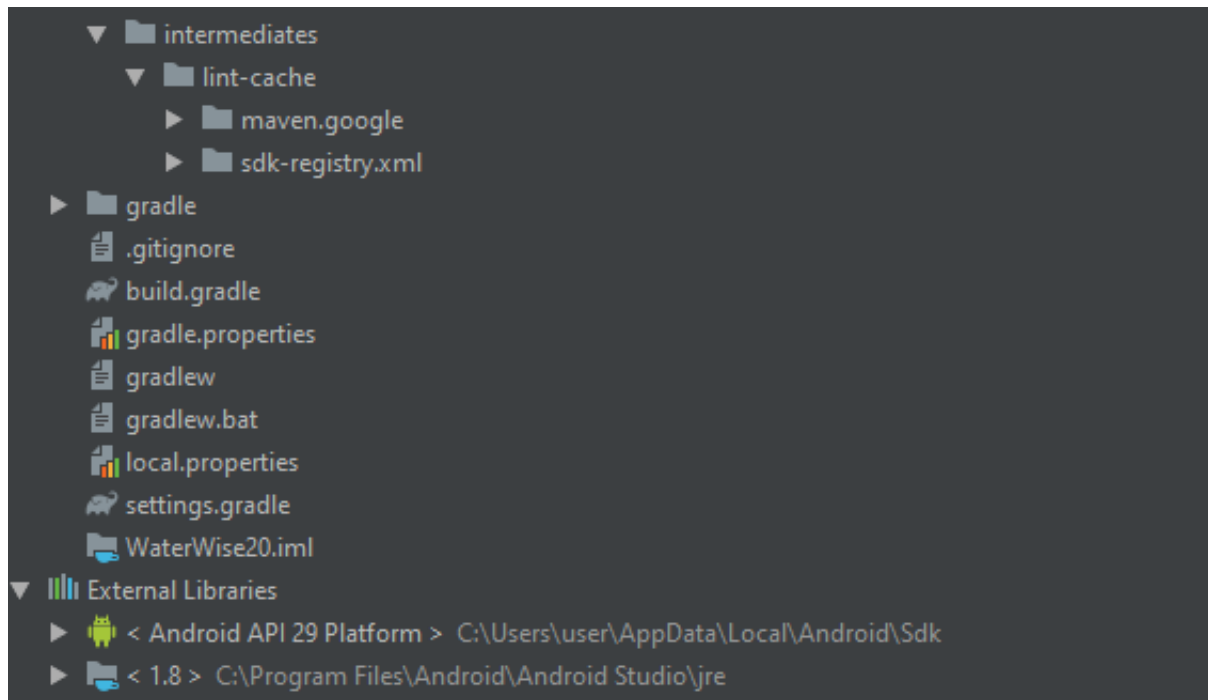 intermediates
lint-cache
maven.google
sdk-registry.xml
gradle
.gitignore
build.gradle
gradle.properties
gradlew
gradlew.bat
local.properties
settings.gradle
WaterWise20.iml
External Libraries
< Android API 29 Platform > C:\Users\user\AppData\Local\Android\Sdk
< 1.8 > C:\Program Files\Android\Android Studio\jre